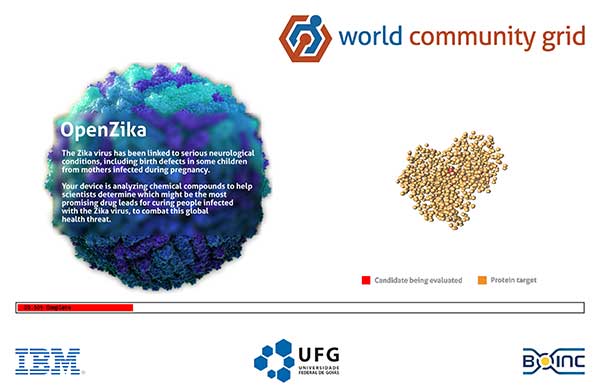 world community grid
OpenZika
The Zika virus has been linked to serious neurological
conditions, including birth defects in some children
from mothers infected during pregnancy.
Your device is analyzing chemical compounds to help
scientists determine which might be the most
promising drug leads for curing people infected
with the Zika virus, to combat this global
health threat.
Candidate being evaluated
Protein target
Complete
IBM®
UFG
UNIVERSIDADE
FEDERAL DE GOIÁS
BOINC